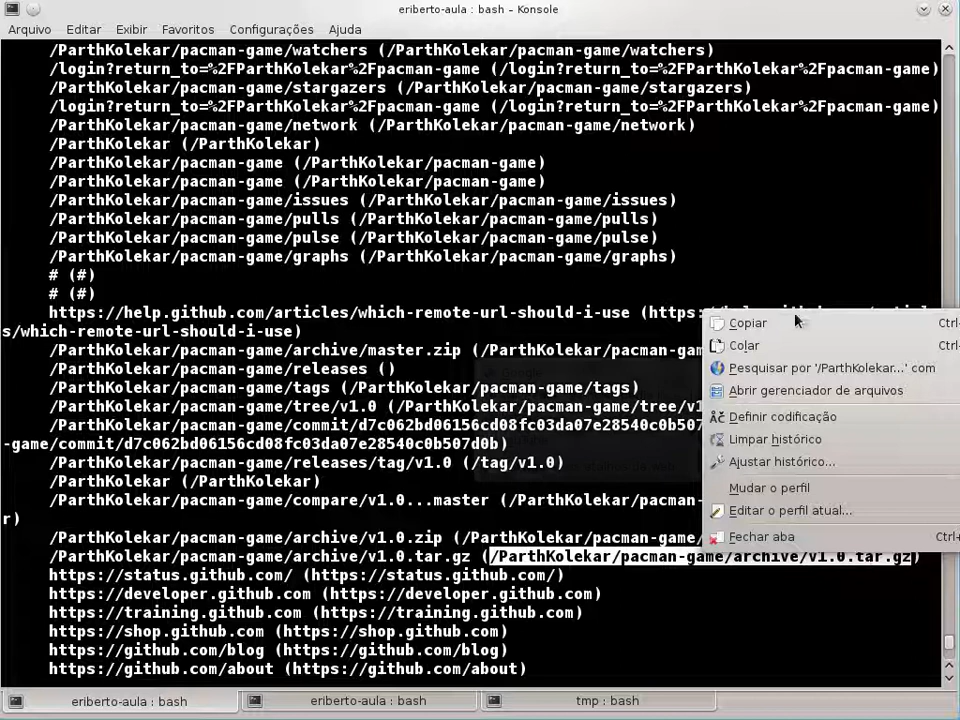 eriberto-aula : bash – Konsole
Arquivo Editar Exibir Favoritos Configurações Ajuda
/ParthKolekar/pacman-game/watchers (/ParthKolekar/pacman-game/watchers)
/login?return_to=%2FParthKolekar%2Fpacman-game (/login?return_to=%2FParthKolekar%2Fpacman-game)
/ParthKolekar/pacman-game/stargazers (/ParthKolekar/pacman-game/stargazers)
/login?return_to=%2FParthKolekar%2Fpacman-game (/login?return_to=%2FParthKolekar%2Fpacman-game)
/ParthKolekar/pacman-game/network (/ParthKolekar/pacman-game/network)
/ParthKolekar (/ParthKolekar)
/ParthKolekar/pacman-game (/ParthKolekar/pacman-game)
/ParthKolekar/pacman-game (/ParthKolekar/pacman-game)
/ParthKolekar/pacman-game/issues (/ParthKolekar/pacman-game/issues)
/ParthKolekar/pacman-game/pulls (/ParthKolekar/pacman-game/pulls)
/ParthKolekar/pacman-game/pulse (/ParthKolekar/pacman-game/pulse)
/ParthKolekar/pacman-game/graphs (/ParthKolekar/pacman-game/graphs)
# (#)
# (#)
https://help.github.com/articles/which-remote-url-should-i-use (https:
s/which-remote-url-should-i-use)
/ParthKolekar/pacman-game/archive/master.zip (/ParthKolekar/pacman-gam
/ParthKolekar/pacman-game/releases ()
/ParthKolekar/pacman-game/tags (/ParthKolekar/pacman-game/tags)
/ParthKolekar/pacman-game/tree/v1.0 (/ParthKolekar/pacman-game/tree/v1
/ParthKolekar/pacman-game/commit/d7c062bd06156cd08fc03da07e28540c0b507
-game/commit/d7c062bd06156cd08fc03da07e28540c0b507d0b)
/ParthKolekar/pacman-game/releases/tag/v1.0 (/tag/v1.0)
/ParthKolekar (/ParthKolekar)
/ParthKolekar/pacman-game/compare/v1.0...master (/ParthKolekar/pacman-
r)
/ParthKolekar/pacman-game/archive/v1.0.zip (/ParthKolekar/pacman-game/
/ParthKolekar/pacman-game/archive/v1.0.tar.gz (/ParthKolekar/pacman-game/archive/v1.0.tar.gz)
https://status.github.com/ (https://status.github.com/)
https://developer.github.com (https://developer.github.com)
https://training.github.com (https://training.github.com)
https://shop.github.com (https://shop.github.com)
https://github.com/blog (https://github.com/blog)
https://github.com/about (https://github.com/about)
Copiar Ctrl-
Colar Ctrl-
Pesquisar por '/ParthKolekar...' com
Abrir gerenciador de arquivos
Definir codificação
Limpar histórico
Ajustar histórico...
Mudar o perfil
Editar o perfil atual...
Fechar aba Ctrl+
eriberto-aula : bash
eriberto-aula : bash
tmp : bash